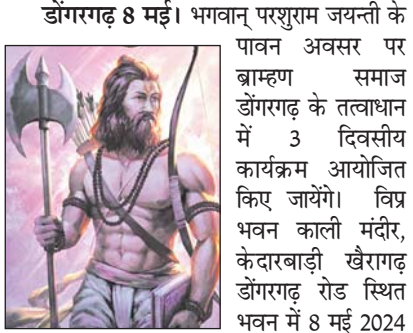 डोंगरगढ़ 8 मई। भगवान् परशुराम जयन्ती के
पावन अवसर पर
ब्राम्हण समाज
डोंगरगढ़ के तत्वाधान
में 3 दिवसीय
कार्यक्रम आयोजित
किए जायेंगे। विप्र
भवन काली मंदीर,
केदारबाड़ी खैरागढ़
डोंगरगढ़ रोड स्थित
भवन में 8 मई 2024